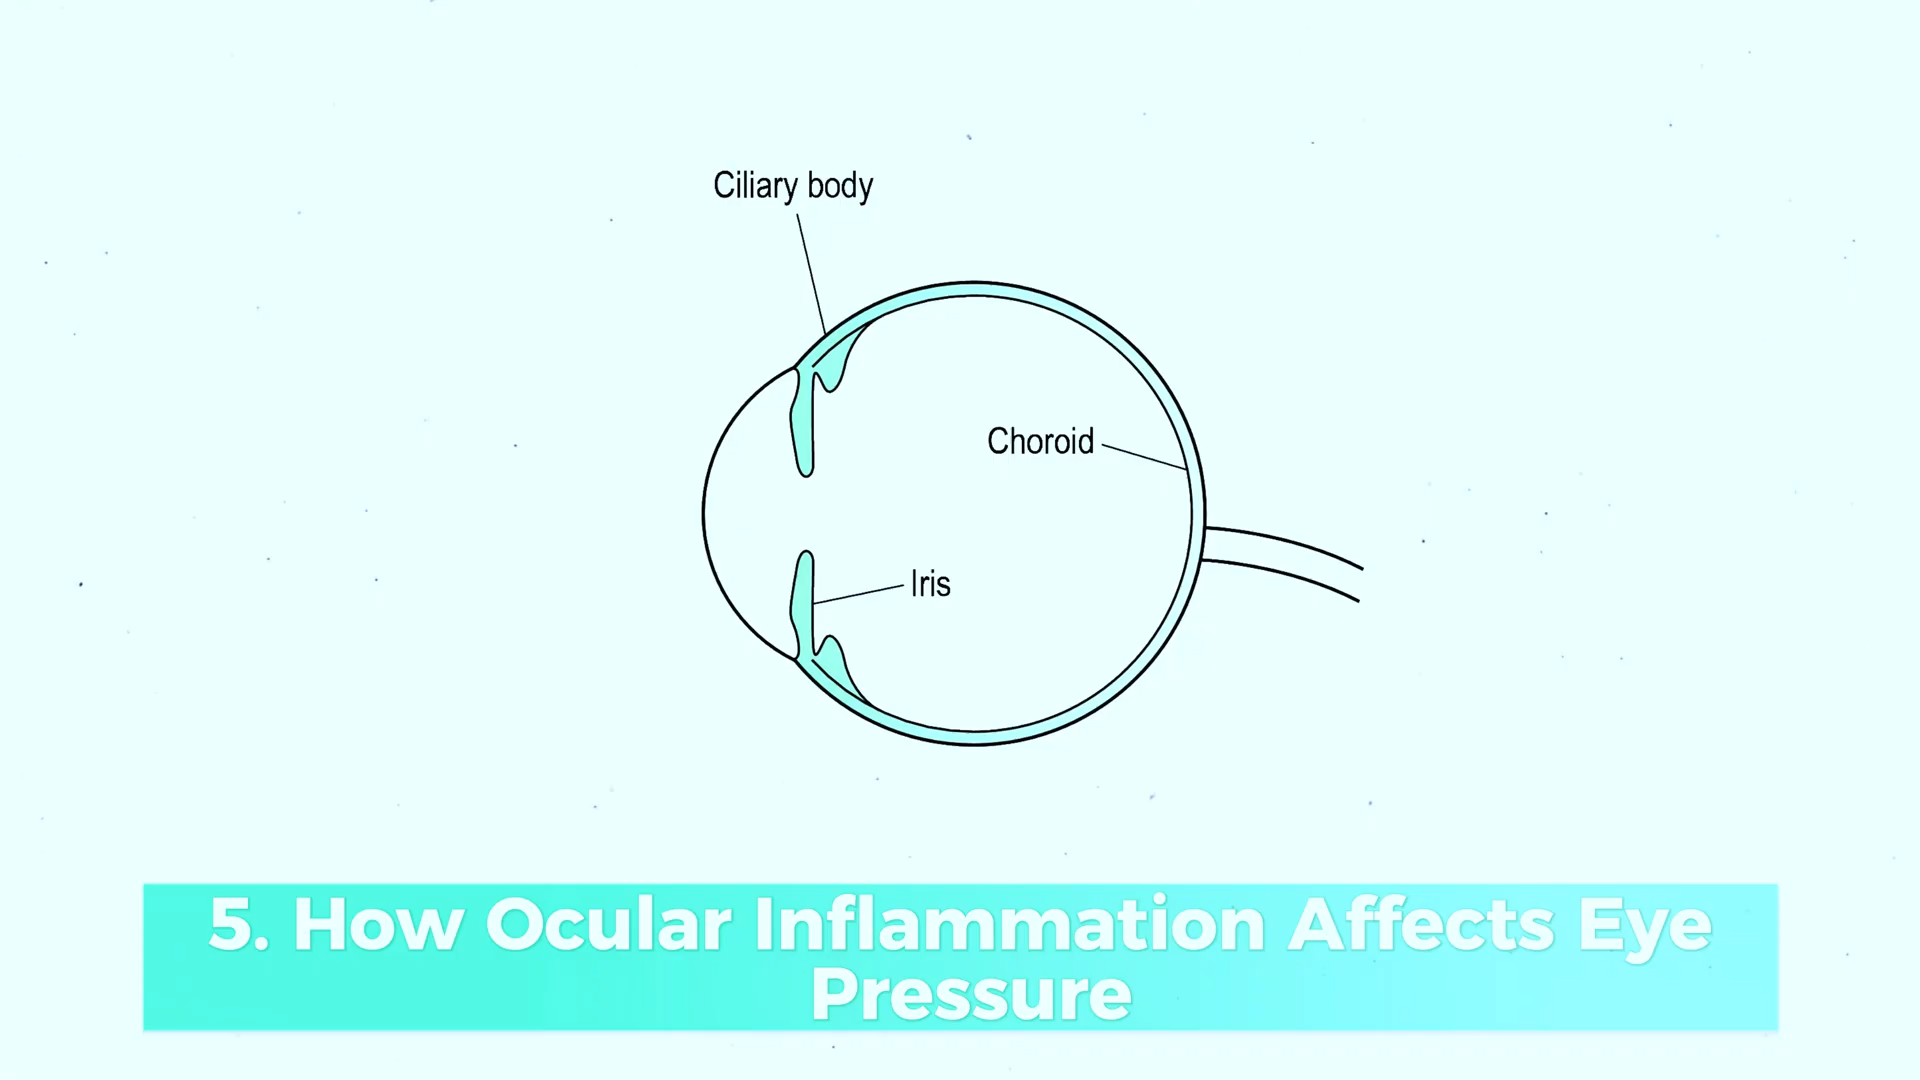 Ciliary body
Choroid
Iris
5. How Ocular Inflammation Affects Eye
Pressure